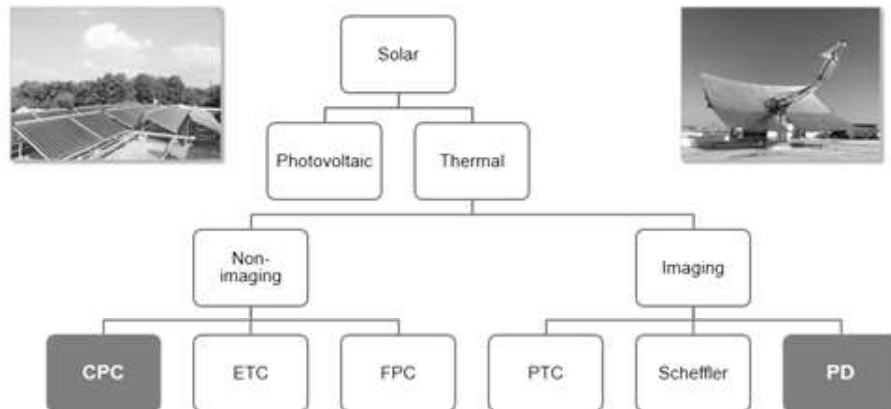 Solar
Photovoltaic
Thermal
Non-
imaging
Imaging
CPC
ETC
FPC
PTC
Scheffler
PD